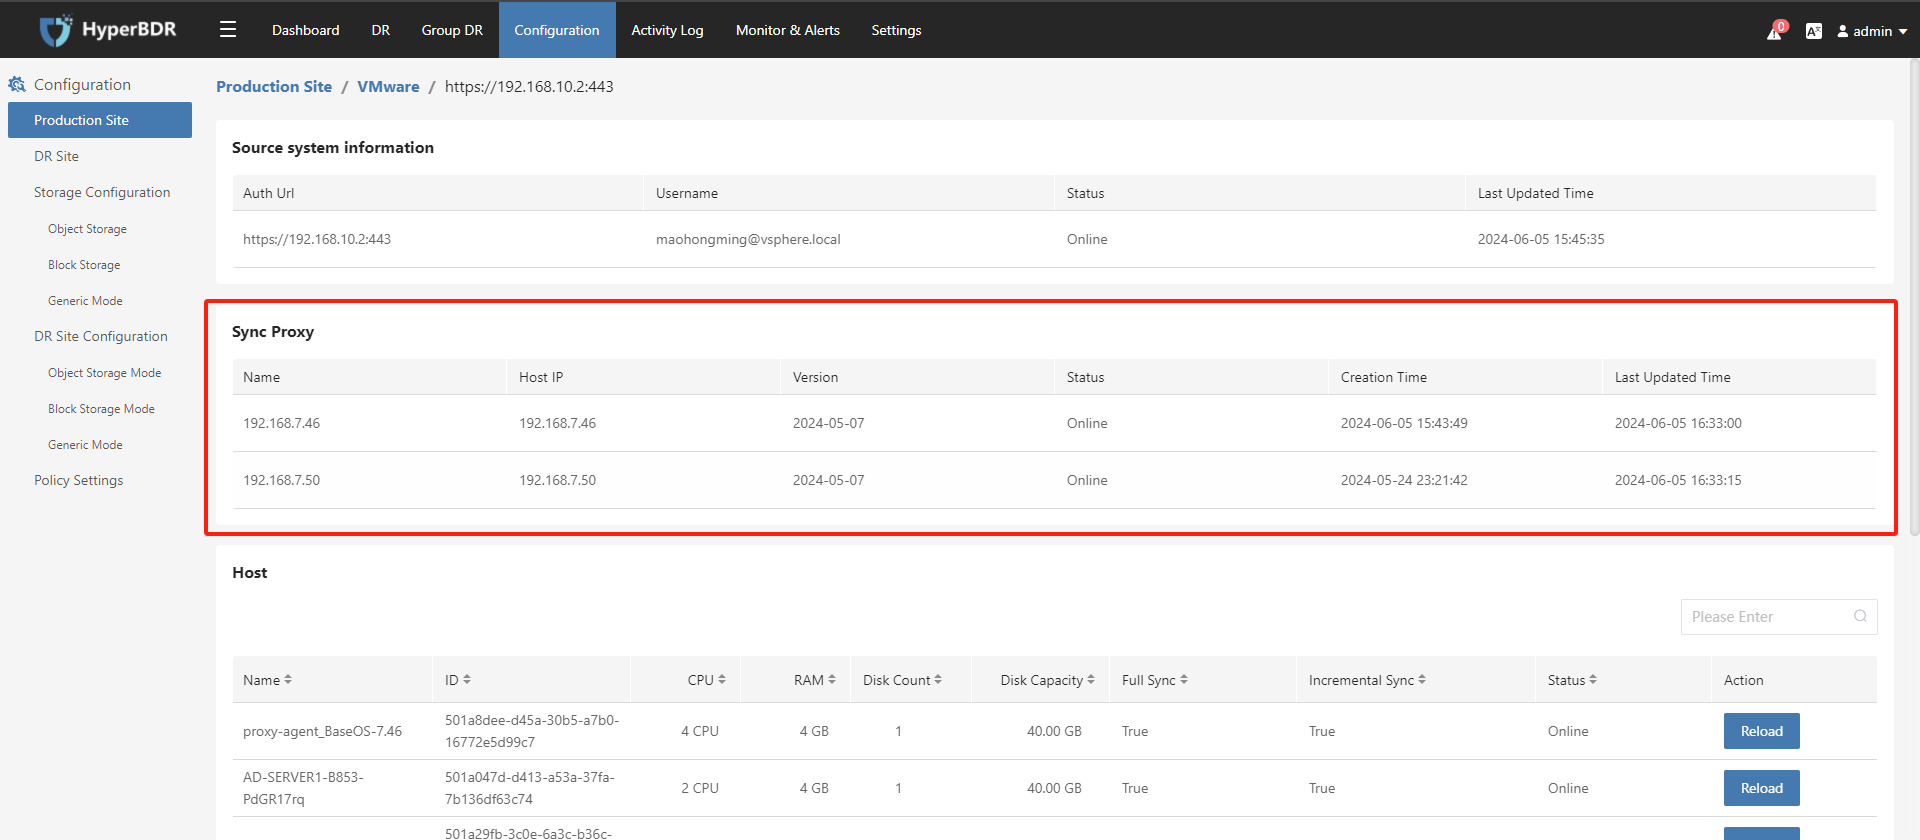 HyperBDR Dashboard DR Group DR Configuration Activity Log Monitor & Alerts Settings 0 admin
Configuration
Production Site
DR Site
Storage Configuration
Object Storage
Block Storage
Generic Mode
DR Site Configuration
Object Storage Mode
Block Storage Mode
Generic Mode
Policy Settings
Production Site / VMware / https://192.168.10.2:443
Source system information
Auth Url Username Status Last Updated Time
https://192.168.10.2:443 maohongming@vsphere.local Online 2024-06-05 15:45:35
Sync Proxy
Name Host IP Version Status Creation Time Last Updated Time
192.168.7.46 192.168.7.46 2024-05-07 Online 2024-06-05 15:43:49 2024-06-05 16:33:00
192.168.7.50 192.168.7.50 2024-05-07 Online 2024-05-24 23:21:42 2024-06-05 16:33:15
Host
Please Enter
Name ID CPU RAM Disk Count Disk Capacity Full Sync Incremental Sync Status Action
proxy-agent_BaseOS-7.46 501a8dee-d45a-30b5-a7b0-
16772e5d99c7 4 CPU 4 GB 1 40.00 GB True True Online Reload
AD-SERVER1-B853-
PdGR17rq 501a047d-d413-a53a-37fa-
7b136df63c74 2 CPU 4 GB 1 40.00 GB True True Online Reload
501a29fb-3c0e-6a3c-b36c-